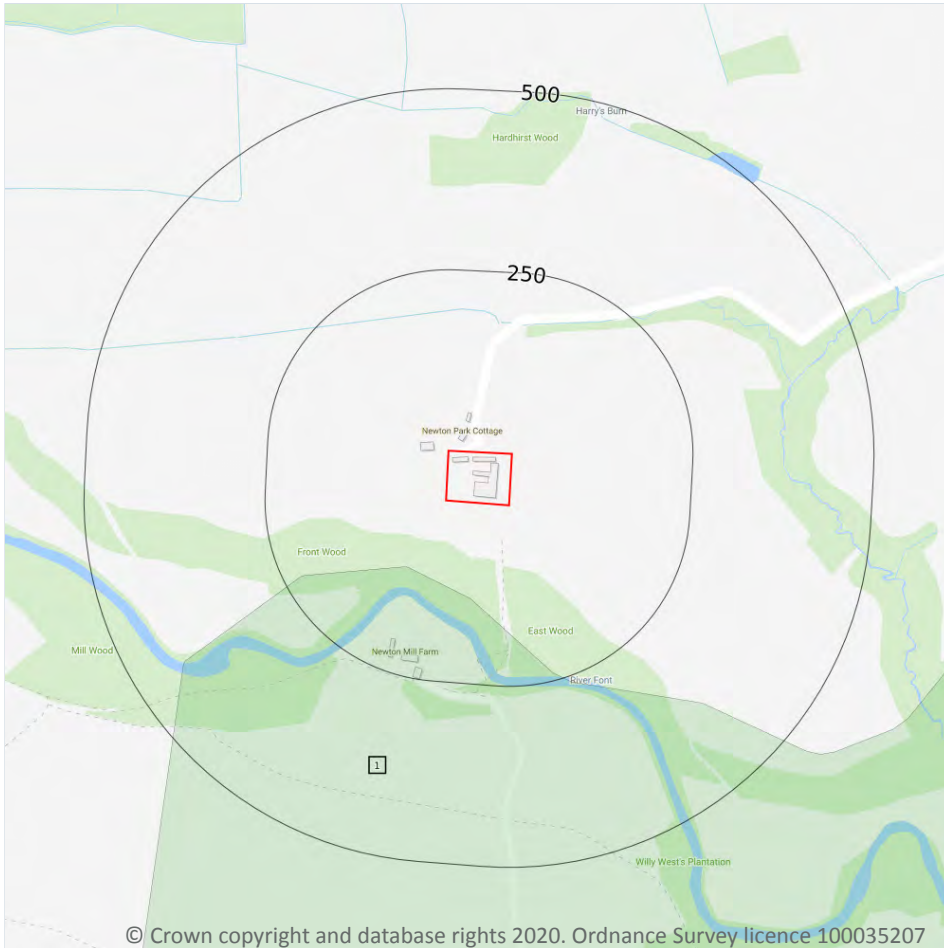 500
Harry's Burn
Hardhirst Wood
250
Newton Park Cottage
Front Wood
East Wood
Mill Wood
Newton Mill Farm
River Font
1
Willy West's Plantation
© Crown copyright and database rights 2020. Ordnance Survey licence 100035207